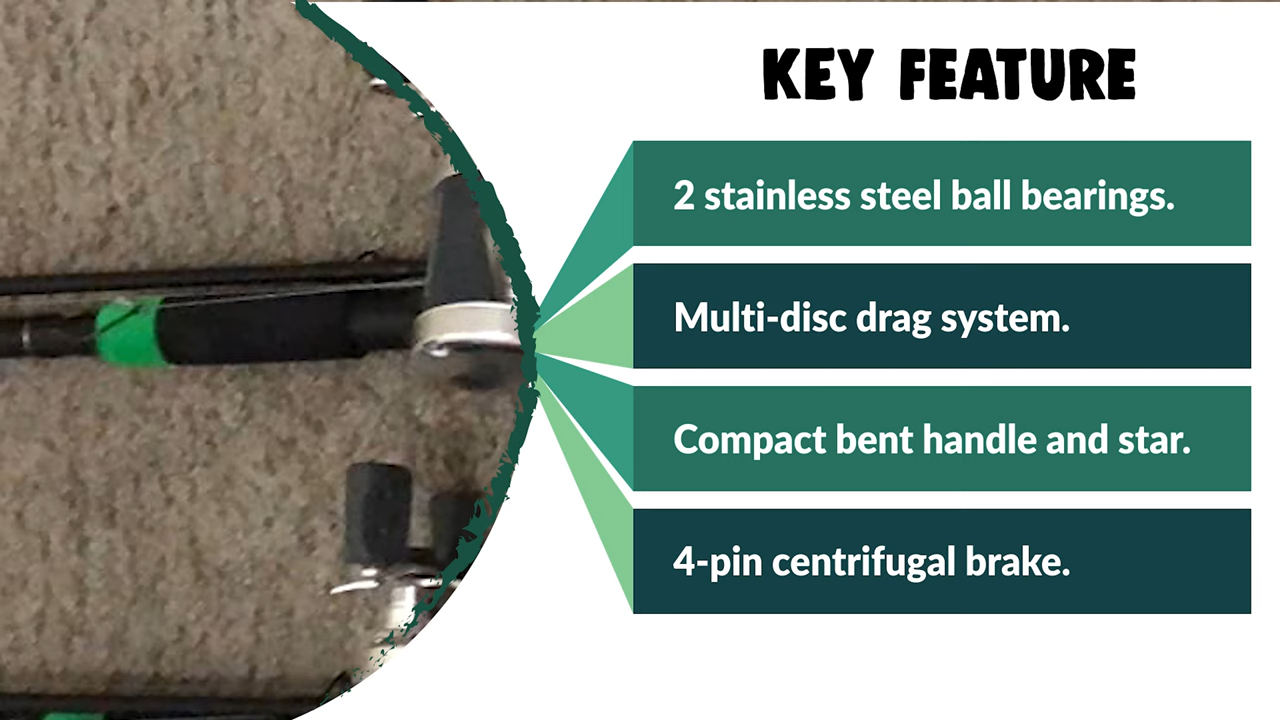 KEY FEATURE
2 stainless steel ball bearings.
Multi-disc drag system.
Compact bent handle and star.
4-pin centrifugal brake.